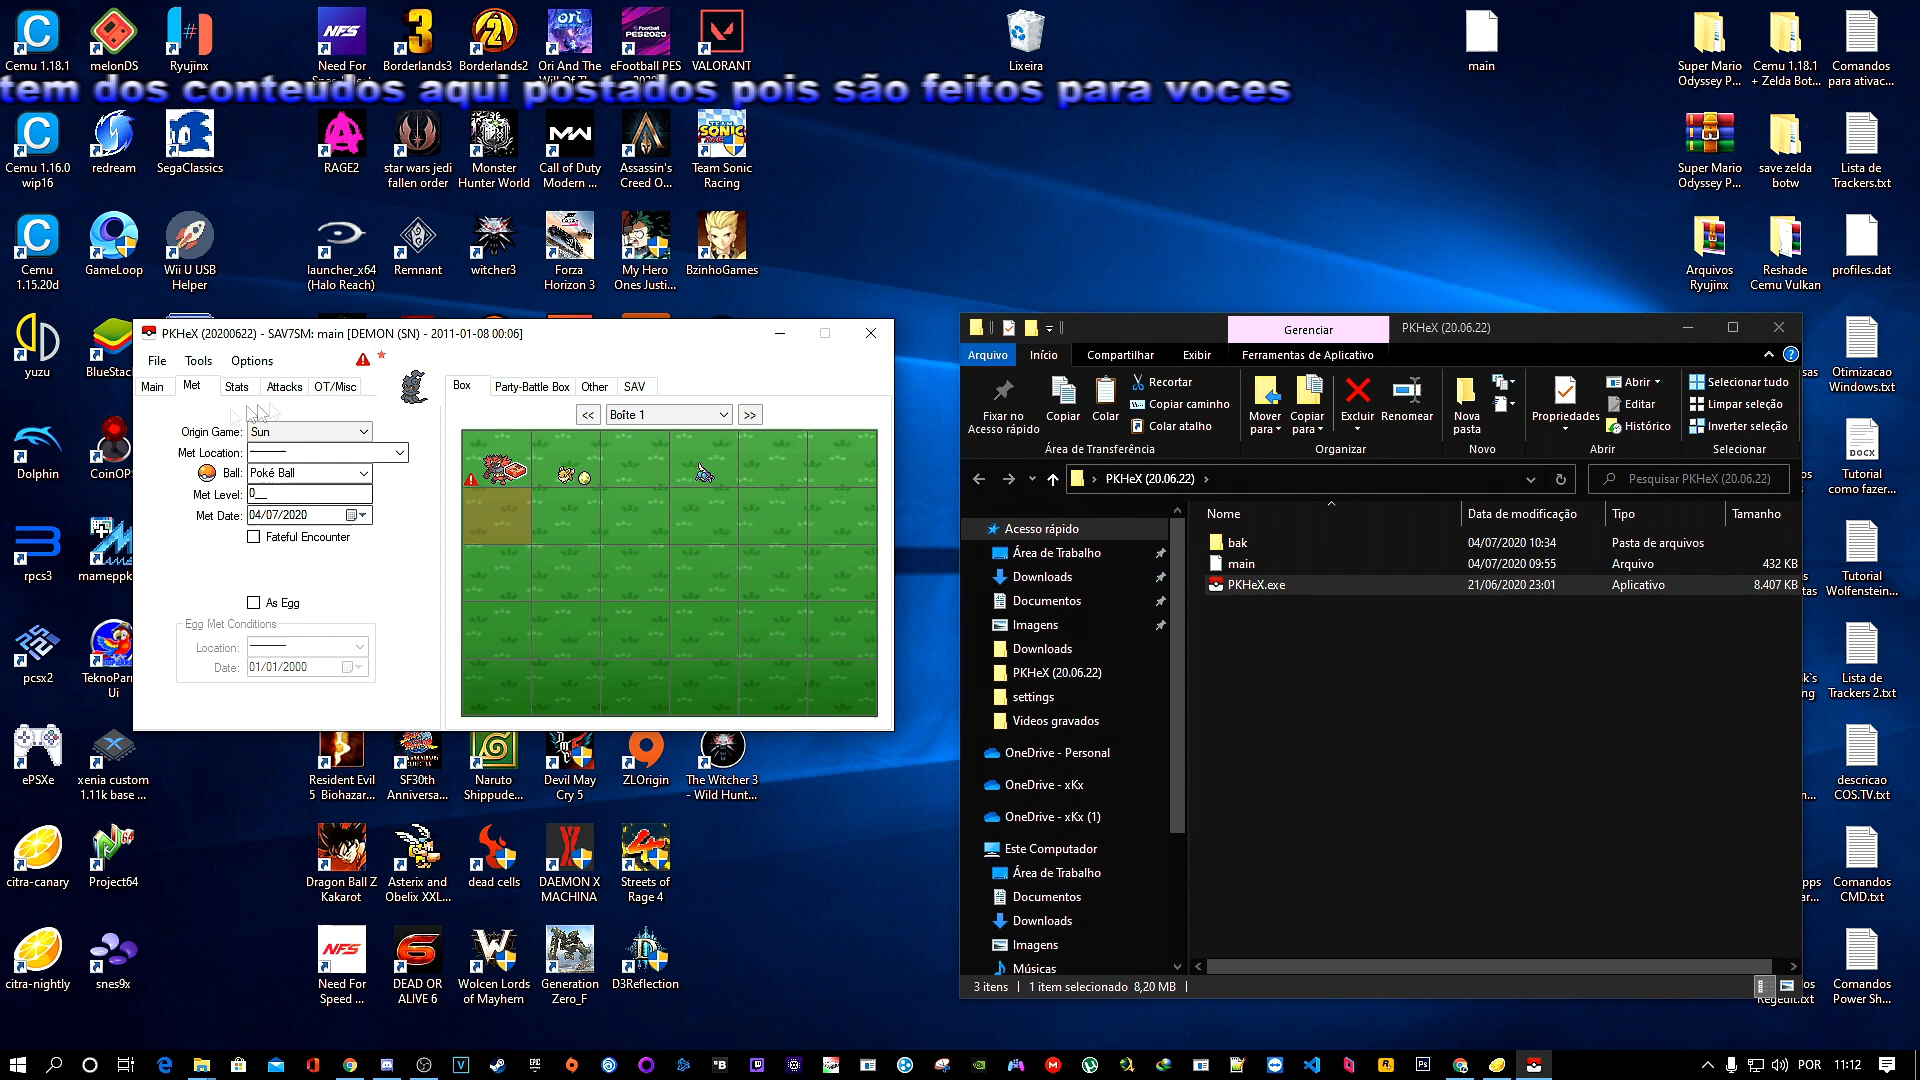 Cemu 1.18.1
melonDS
Ryujinx
Need For
Borderlands3
Borderlands2
Ori And The
eFootball PES
VALORANT
Lixeira
main
Super Mario
Odyssey P...
Cemu 1.18.1
+ Zelda Bot...
Comandos
para ativac...
tem dos conteudos aqui postados pois são feitos para voces
Cemu 1.16.0
wip16
redream
SegaClassics
RAGE2
star wars jedi
fallen order
Monster
Hunter World
Call of Duty
Modern ...
Assassin's
Creed O...
Team Sonic
Racing
Super Mario
Odyssey P...
save zelda
botw
Lista de
Trackers.txt
Cemu
1.15.20d
GameLoop
Wii U USB
Helper
launcher_x64
(Halo Reach)
Remnant
witcher3
Forza
Horizon 3
My Hero
Ones Justi...
BzinhoGames
Arquivos
Ryujinx
Reshade
Cemu Vulkan
profiles.dat
PKHeX (20200622) - SAV7SM: main [DEMON (SN) - 2011-01-08 00:06]
File Tools Options
Main Met Stats Attacks OT/Misc
Origin Game: Sun
Met Location:
Ball: Poké Ball
Met Level: 0__
Met Date: 04/07/2020
Fateful Encounter
As Egg
Egg Met Conditions
Location:
Date: 01/01/2000
Box Party-Battle Box Other SAV
<< Boîte 1 >>
Gerenciar
PKHeX (20.06.22)
Arquivo Início Compartilhar Exibir Ferramentas de Aplicativo
Fixar no
Acesso rápido
Copiar
Colar
Recortar
Copiar caminho
Colar atalho
Área de Transferência
Mover
para
Copiar
para
Excluir
Renomear
Organizar
Nova
pasta
Novo
Propriedades
Abrir
Editar
Histórico
Abrir
Selecionar tudo
Limpar seleção
Inverter seleção
Selecionar
PKHeX (20.06.22)
Pesquisar PKHeX (20.06.22)
Nome Data de modificação Tipo Tamanho
bak 04/07/2020 10:34 Pasta de arquivos
main 04/07/2020 09:55 Arquivo 432 KB
PKHeX.exe 21/06/2020 23:01 Aplicativo 8.407 KB
Acesso rápido
Área de Trabalho
Downloads
Documentos
Imagens
Downloads
PKHeX (20.06.22)
settings
Videos gravados
OneDrive - Personal
OneDrive - xKx
OneDrive - xKx (1)
Este Computador
Área de Trabalho
Documentos
Downloads
Imagens
Músicas
3 itens
1 item selecionado 8,20 MB
yuzu
BlueStac
Otimizacao
Windows.txt
Dolphin
CoinOP
Tutorial
como fazer...
rpcs3
mameppk
Tutorial
Wolfenstein...
pcsx2
TeknoParr
Ui
Lista de
Trackers 2.txt
ePSXe
xenia custom
1.11k base ...
Resident Evil
5 Biohazar...
SF30th
Anniversa...
Naruto
Shippude...
Devil May
Cry 5
ZLOrigin
The Witcher 3
- Wild Hunt...
descricao
COS.TV.txt
citra-canary
Project64
Dragon Ball Z
Kakarot
Asterix and
Obelix XXL...
dead cells
DAEMON X
MACHINA
Streets of
Rage 4
Comandos
CMD.txt
citra-nightly
snes9x
Need For
Speed ...
DEAD OR
ALIVE 6
Wolcen Lords
of Mayhem
Generation
Zero_F
D3Reflection
Comandos
Power Sh...
POR 11:12